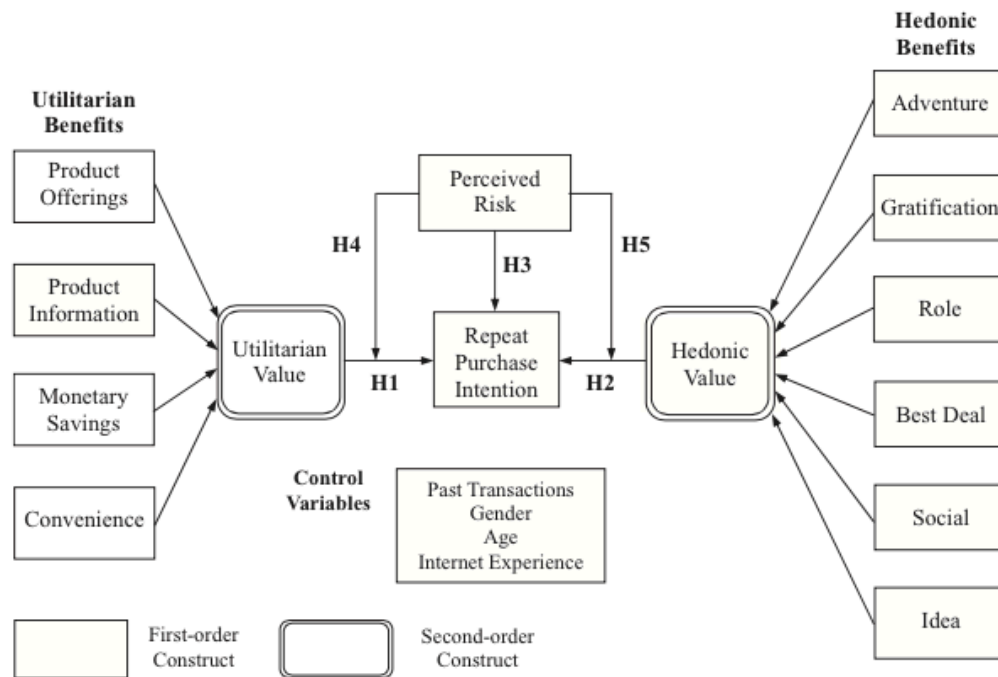 Utilitarian
Benefits
Product
Offerings
Product
Information
Monetary
Savings
Convenience
Utilitarian
Value
Perceived
Risk
H4
H3
H5
Repeat
Purchase
Intention
H1
H2
Hedonic
Value
Hedonic
Benefits
Adventure
Gratification
Role
Best Deal
Social
Idea
Control
Variables
Past Transactions
Gender
Age
Internet Experience
First-order
Construct
Second-order
Construct